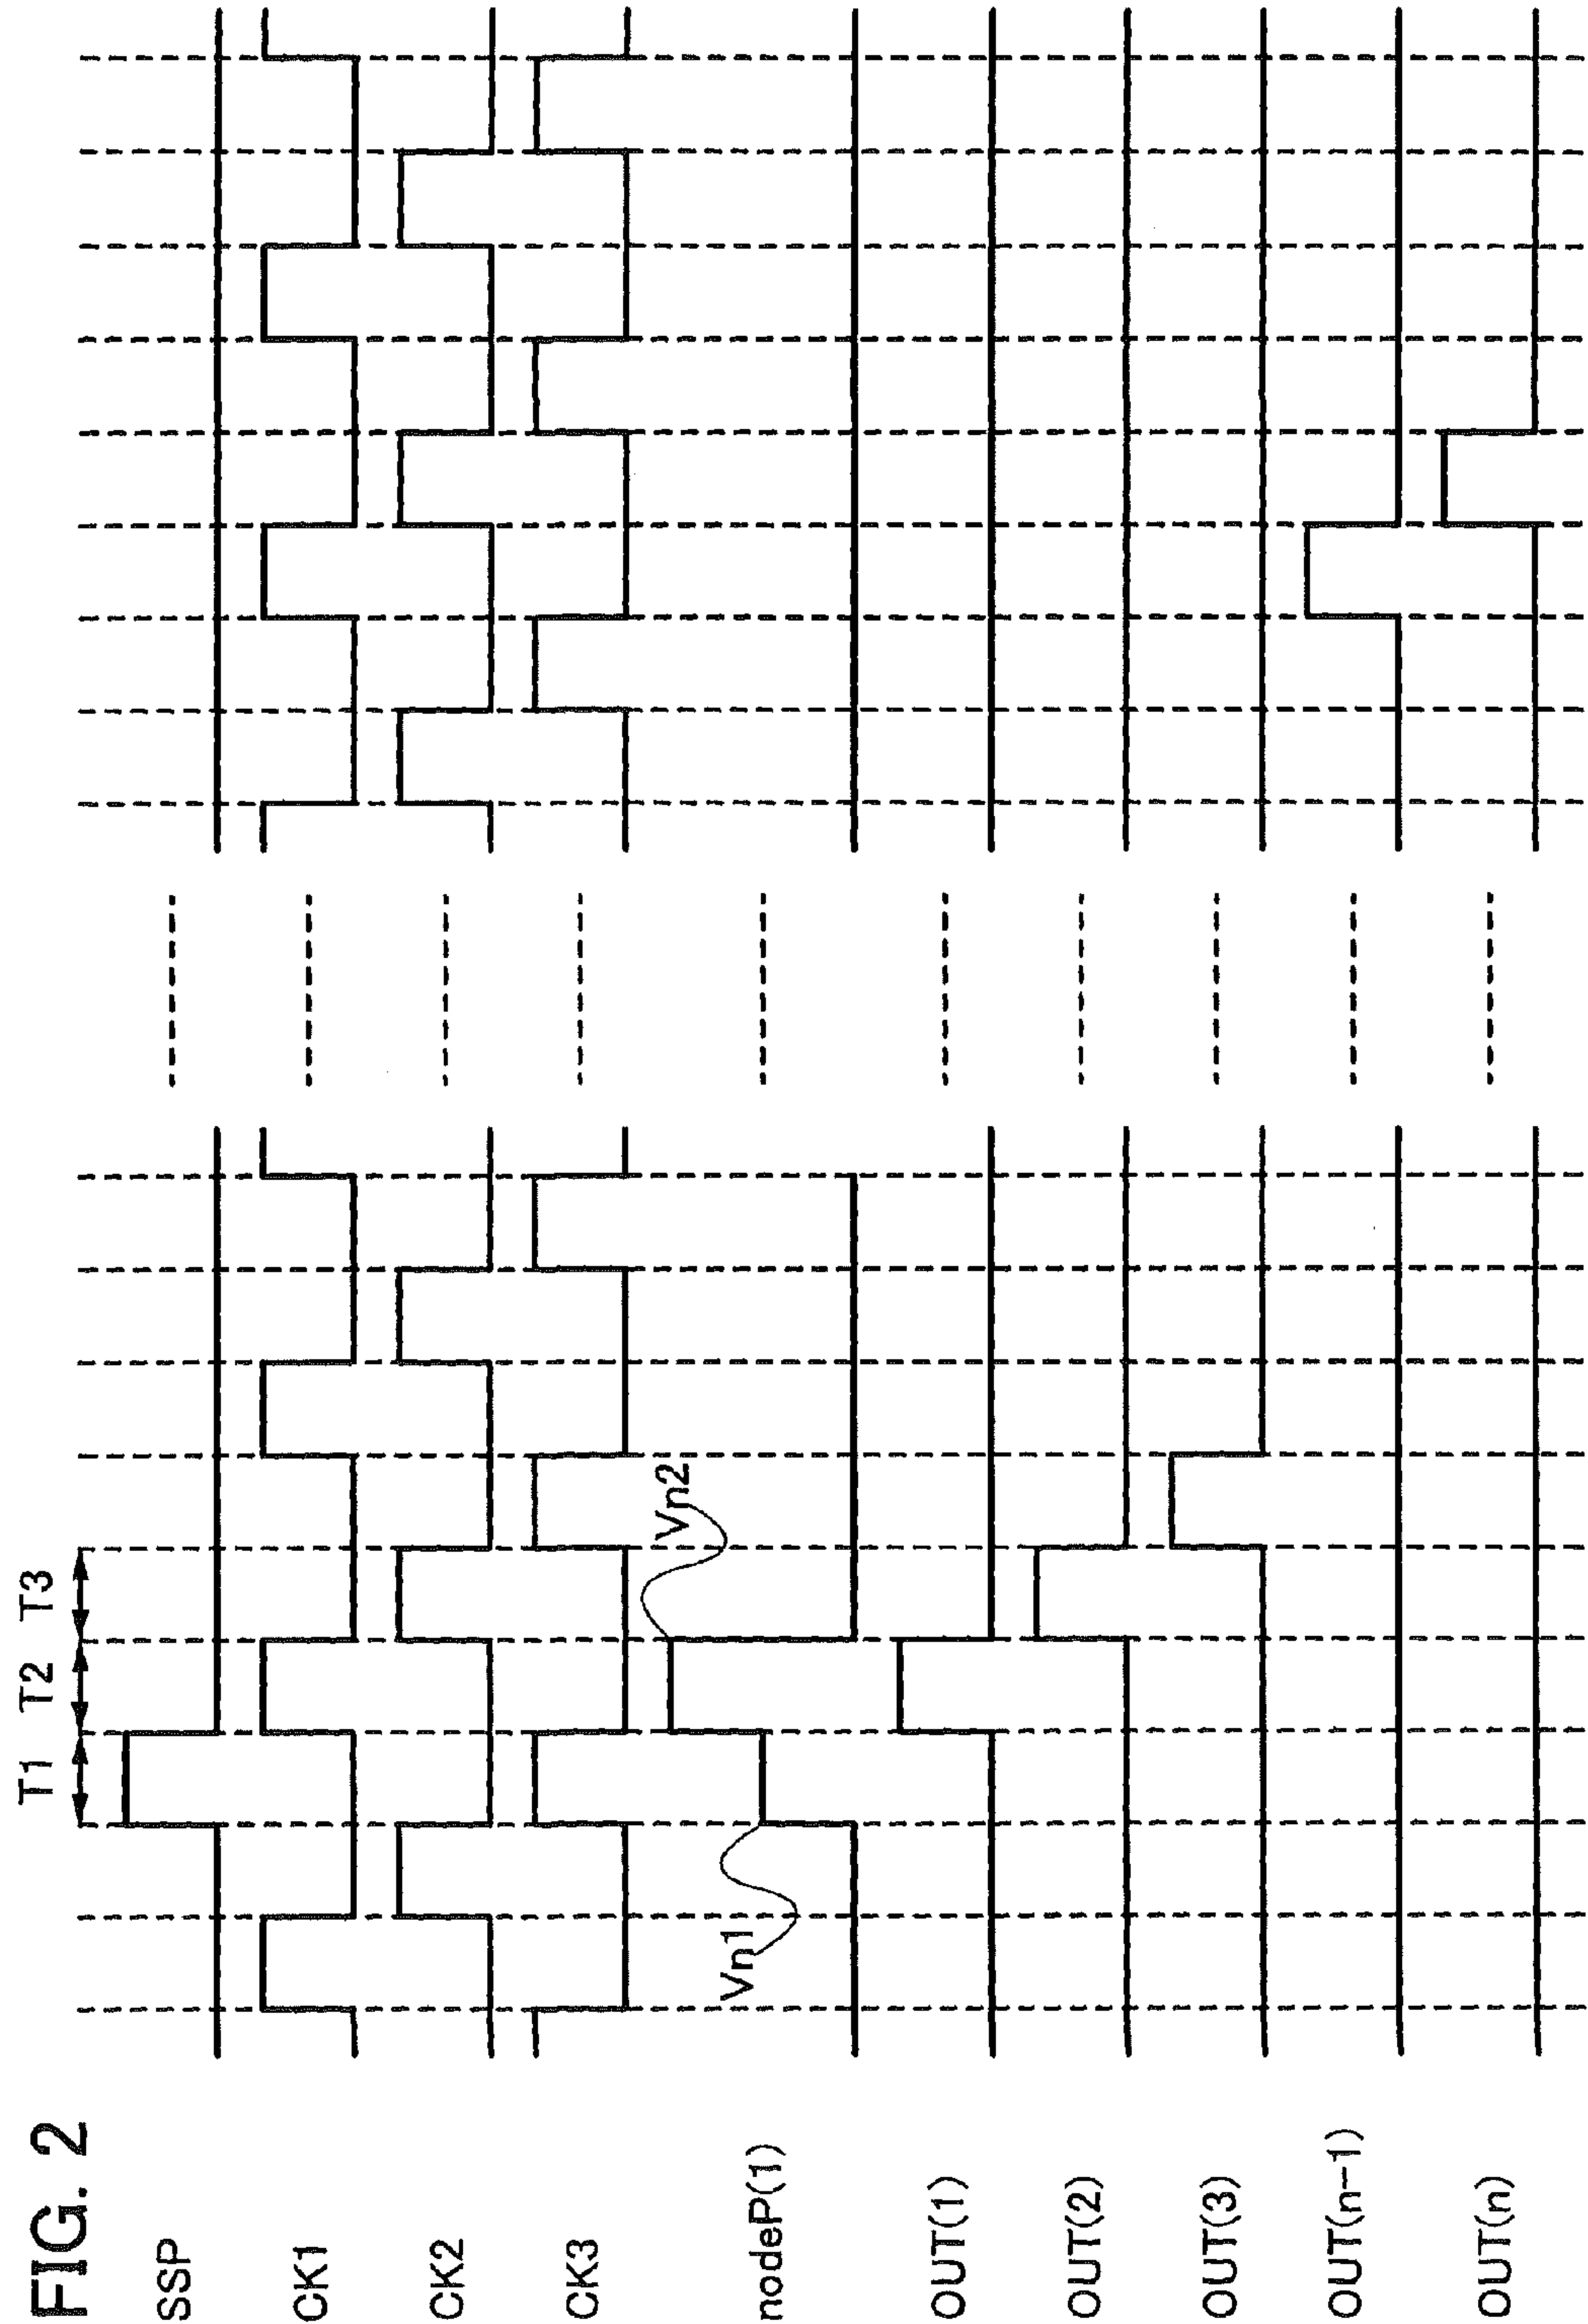 FIG. 2
T1 T2 T3
SSP
CK1
CK2
CK3
Vn1
Vn2
nodeP(1)
OUT(1)
OUT(2)
OUT(3)
OUT(n-1)
OUT(n)